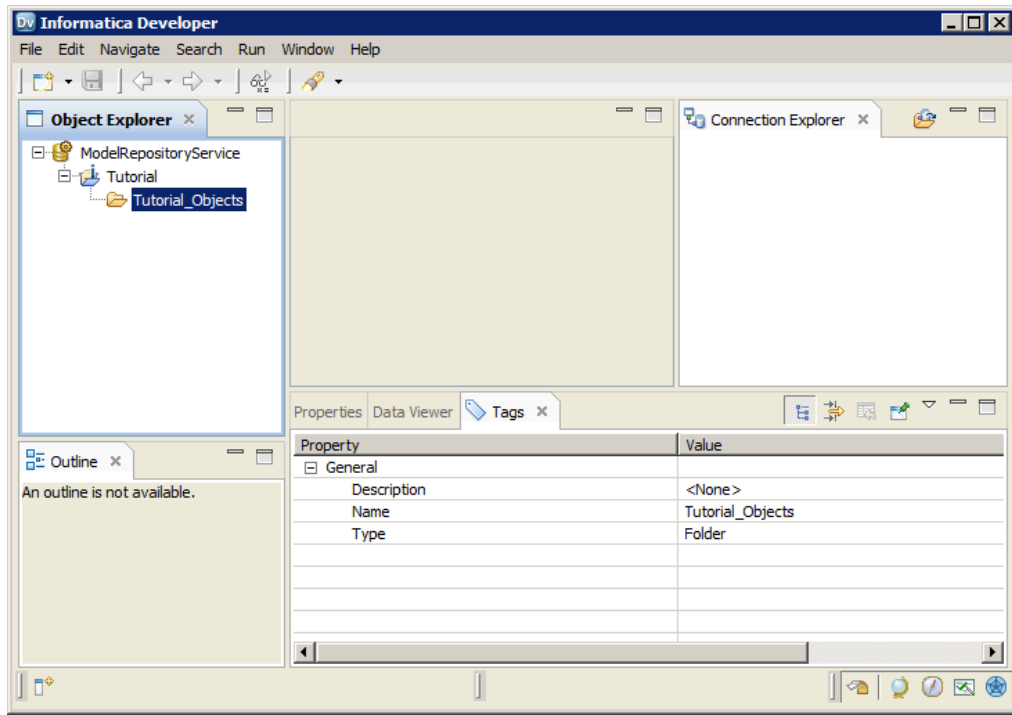 Dv Informatica Developer
File Edit Navigate Search Run Window Help
Object Explorer
Connection Explorer
ModelRepositoryService
Tutorial
Tutorial_Objects
Properties Data Viewer Tags
Property Value
General
Description <None>
Name Tutorial_Objects
Type Folder
Outline
An outline is not available.